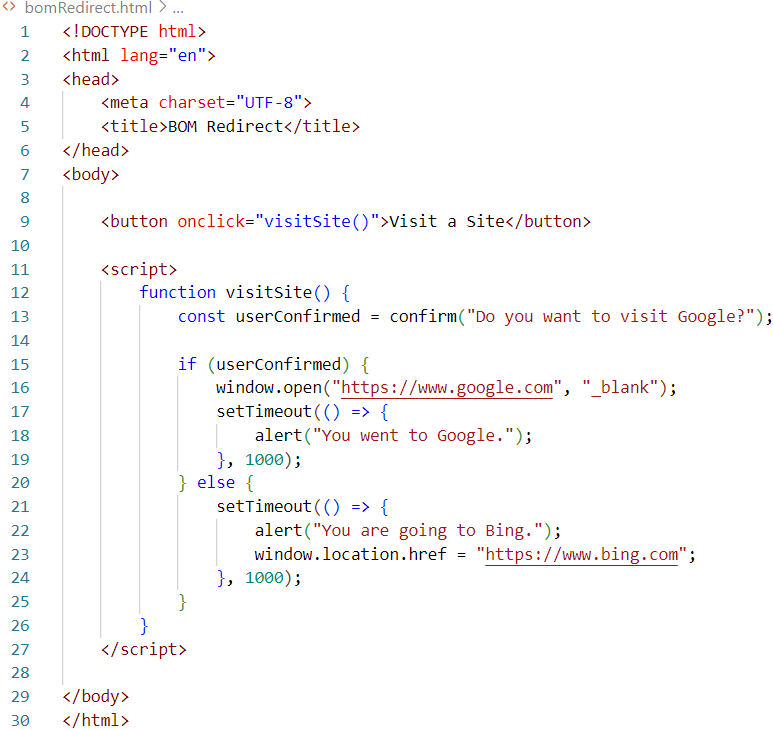 <> bomRedirect.html > ...
1 <!DOCTYPE html>
2 <html lang="en">
3 <head>
4     <meta charset="UTF-8">
5     <title>BOM Redirect</title>
6 </head>
7 <body>
8
9     <button onclick="visitSite()">Visit a Site</button>
10
11     <script>
12         function visitSite() {
13             const userConfirmed = confirm("Do you want to visit Google?");
14
15             if (userConfirmed) {
16                 window.open("https://www.google.com", "_blank");
17                 setTimeout(() => {
18                     alert("You went to Google.");
19                 }, 1000);
20             } else {
21                 setTimeout(() => {
22                     alert("You are going to Bing.");
23                     window.location.href = "https://www.bing.com";
24                 }, 1000);
25             }
26         }
27     </script>
28
29 </body>
30 </html>